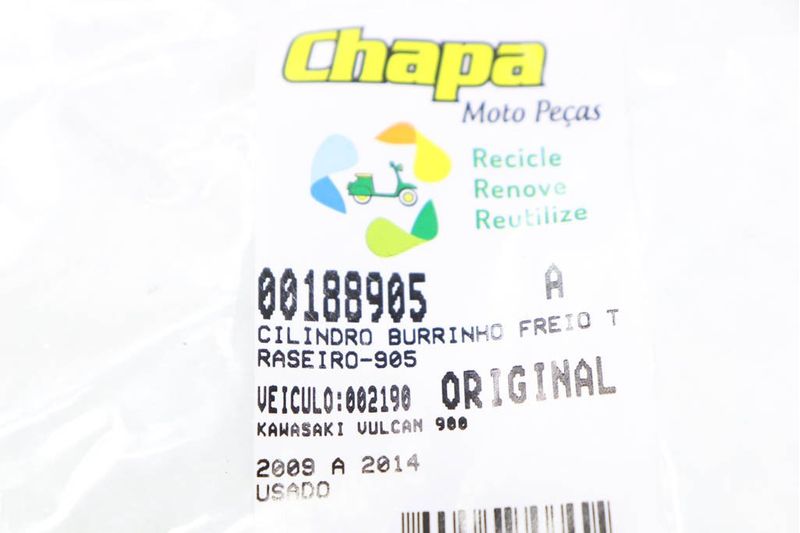 Chapa
Moto Peças
Recicle
Renove
Reutilize
00188905 A
CILINDRO BURRINHO FREIO T
RASEIRO-905
VEICULO:002190 ORIGINAL
KAWASAKI VULCAN 900
2009 A 2014
USADO